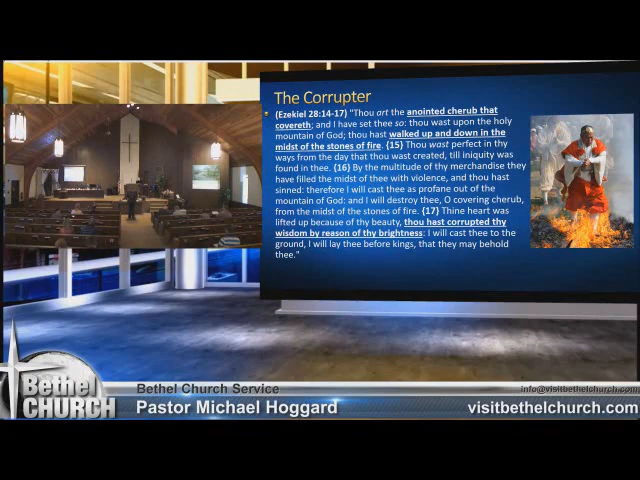 The Corrupter
(Ezekiel 28:14-17) "Thou art the anointed cherub that
covereth; and I have set thee so: thou wast upon the holy
mountain of God; thou hast walked up and down in the
midst of the stones of fire. {15} Thou wast perfect in thy
ways from the day that thou wast created, till iniquity was
found in thee. {16} By the multitude of thy merchandise they
have filled the midst of thee with violence, and thou hast
sinned: therefore I will cast thee as profane out of the
mountain of God: and I will destroy thee, O covering cherub,
from the midst of the stones of fire. {17} Thine heart was
lifted up because of thy beauty, thou hast corrupted thy
wisdom by reason of thy brightness: I will cast thee to the
ground, I will lay thee before kings, that they may behold
thee."
Bethel
CHURCH
Bethel Church Service
info@visitbethelchurch.com
Pastor Michael Hoggard
visitbethelchurch.com